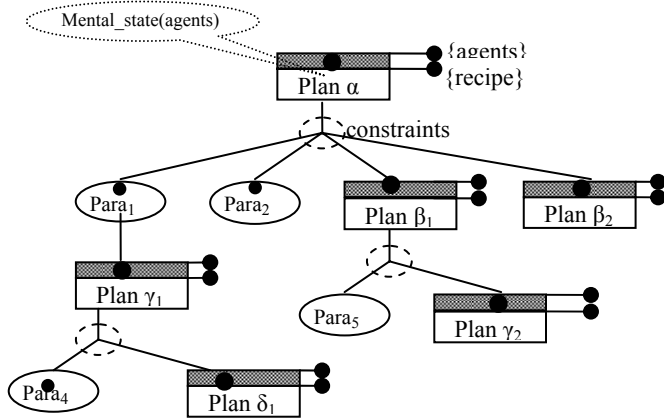 Mental_state(agents)
{agents}
{recipe}
Plan α
constraints
Para₁
Para₂
Plan β₁
Plan β₂
Plan γ₁
Para₅
Plan γ₂
Para₄
Plan δ₁